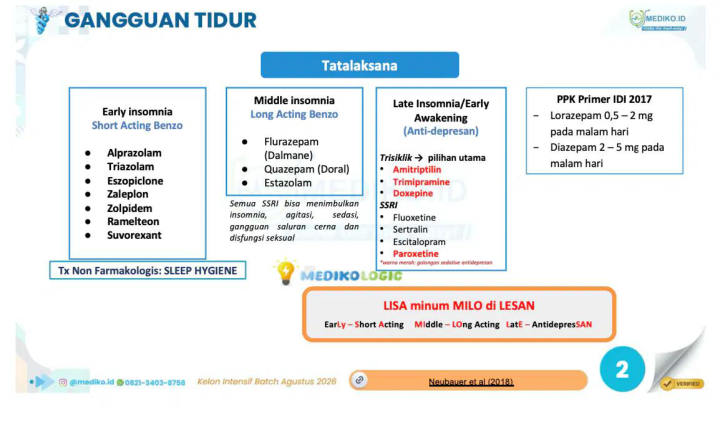 GANGGUAN TIDUR
MEDIKO.ID
Tatalaksana
Early insomnia
Short Acting Benzo
● Alprazolam
● Triazolam
● Eszopiclone
● Zaleplon
● Zolpidem
● Ramelteon
● Suvorexant
Tx Non Farmakologis: SLEEP HYGIENE
Middle insomnia
Long Acting Benzo
● Flurazepam
(Dalmane)
● Quazepam (Doral)
● Estazolam
Semua SSRI bisa menimbulkan
insomnia, agitasi, sedasi,
gangguan saluran cerna dan
disfungsi seksual
Late Insomnia/Early
Awakening
(Anti-depresan)
Trisiklik → pilihan utama
• Amitriptilin
• Trimipramine
• Doxepine
SSRI
• Fluoxetine
• Sertralin
• Escitalopram
• Paroxetine
*warna merah: golongan sedative antidepresan
PPK Primer IDI 2017
− Lorazepam 0,5 – 2 mg
pada malam hari
− Diazepam 2 – 5 mg pada
malam hari
MEDIKOLOGIC
LISA minum MILO di LESAN
EarLy – Short Acting MIddle – LOng Acting LatE – AntidepresSAN
@mediko.id 0821-3403-8758 Kelon Intensif Batch Agustus 2026
Neubauer et al (2018)
2
VERIFIED